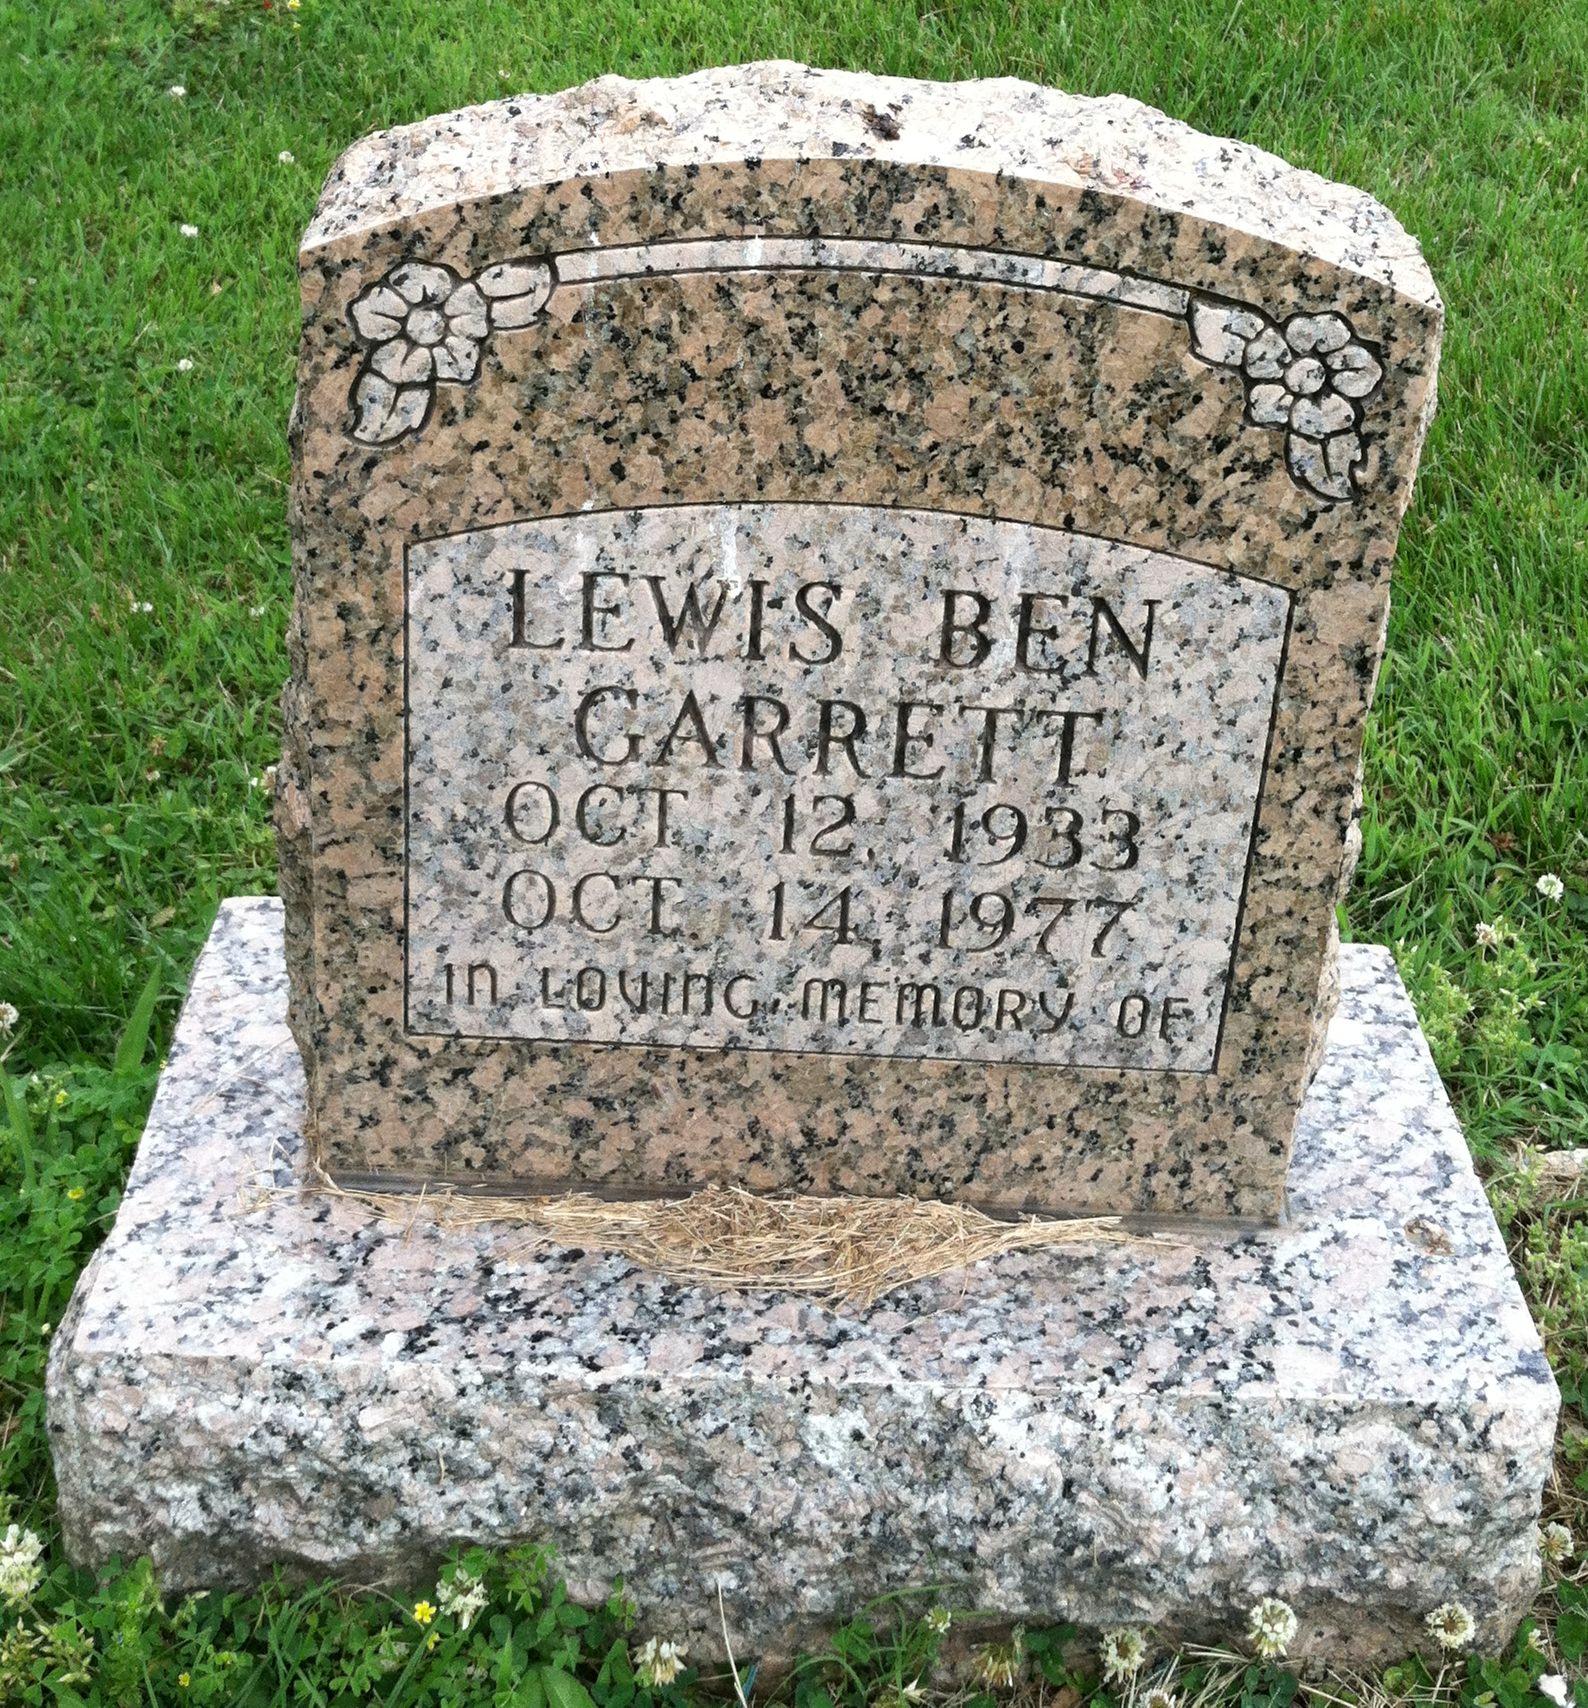 LEWIS BEN
GARRETT
OCT 12, 1933
OCT. 14, 1977
IN LOVING MEMORY OF